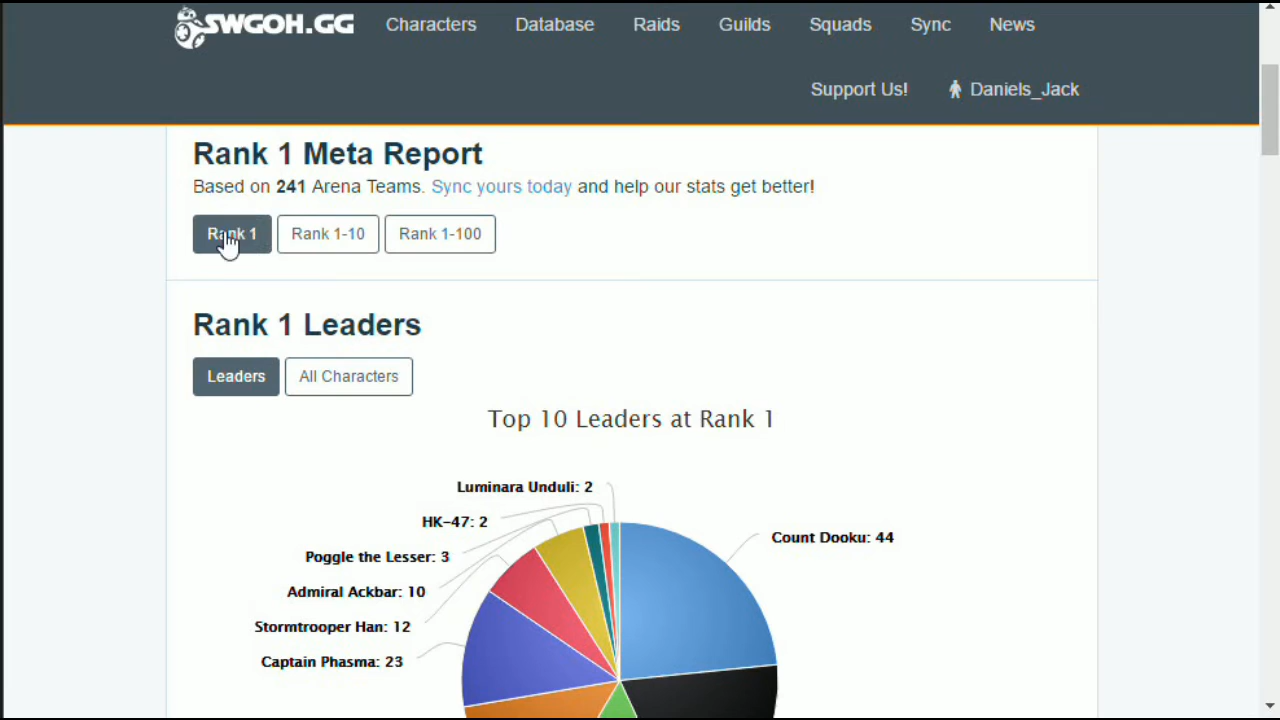 SWGOH.GG Characters Database Raids Guilds Squads Sync News
Support Us! Daniels_Jack
Rank 1 Meta Report
Based on 241 Arena Teams. Sync yours today and help our stats get better!
Rank 1 Rank 1-10 Rank 1-100
Rank 1 Leaders
Leaders All Characters
Top 10 Leaders at Rank 1
Luminara Unduli: 2
HK-47: 2
Count Dooku: 44
Poggle the Lesser: 3
Admiral Ackbar: 10
Stormtrooper Han: 12
Captain Phasma: 23